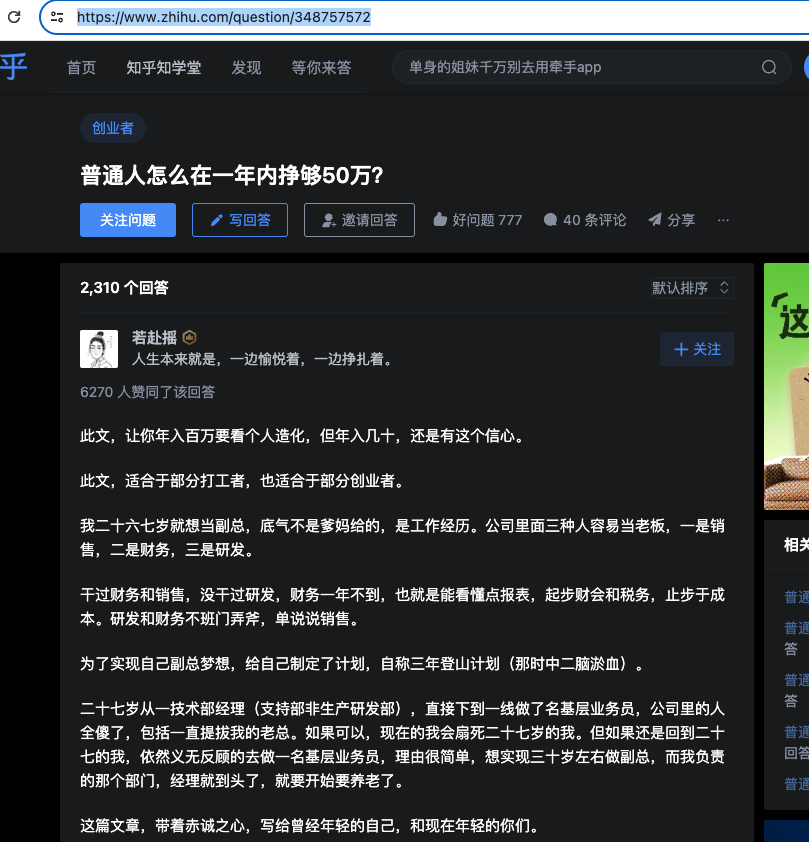 https://www.zhihu.com/question/348757572
乎
首页 知乎知学堂 发现 等你来答 单身的姐妹千万别去用牵手app
创业者
普通人怎么在一年内挣够50万?
关注问题 写回答 邀请回答 好问题 777 40 条评论 分享 ···
2,310 个回答 默认排序
若赴摇
人生本来就是，一边愉悦着，一边挣扎着。
+ 关注
6270 人赞同了该回答
此文，让你年入百万要看个人造化，但年入几十，还是有这个信心。
此文，适合于部分打工者，也适合于部分创业者。
我二十六七岁就想当副总，底气不是爹妈给的，是工作经历。公司里面三种人容易当老板，一是销
售，二是财务，三是研发。
干过财务和销售，没干过研发，财务一年不到，也就是能看懂点报表，起步财会和税务，止步于成
本。研发和财务不班门弄斧，单说说销售。
为了实现自己副总梦想，给自己制定了计划，自称三年登山计划（那时中二脑淤血）。
二十七岁从一技术部经理（支持部非生产研发部），直接下到一线做了名基层业务员，公司里的人
全傻了，包括一直提拔我的老总。如果可以，现在的我会扇死二十七岁的我。但如果还是回到二十
七的我，依然义无反顾的去做一名基层业务员，理由很简单，想实现三十岁左右做副总，而我负责
的那个部门，经理就到头了，就要开始要养老了。
这篇文章，带着赤诚之心，写给曾经年轻的自己，和现在年轻的你们。
这
相关
普通
普通
答
普通
答
普通
回答
普通